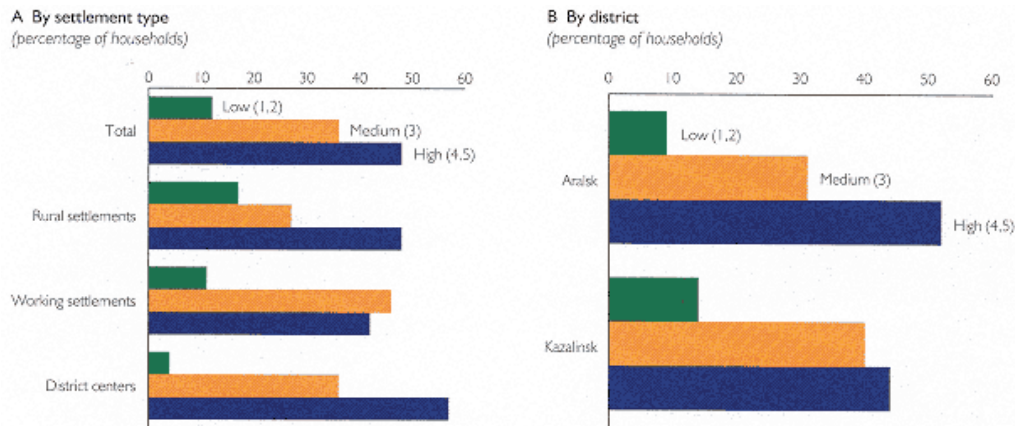 A By settlement type
(percentage of households)
0 10 20 30 40 50 60
Total
Low (1,2)
Medium (3)
High (4,5)
Rural settlements
Working settlements
District centers
B By district
(percentage of households)
0 10 20 30 40 50 60
Aralsk
Low (1,2)
Medium (3)
High (4,5)
Kazalinsk